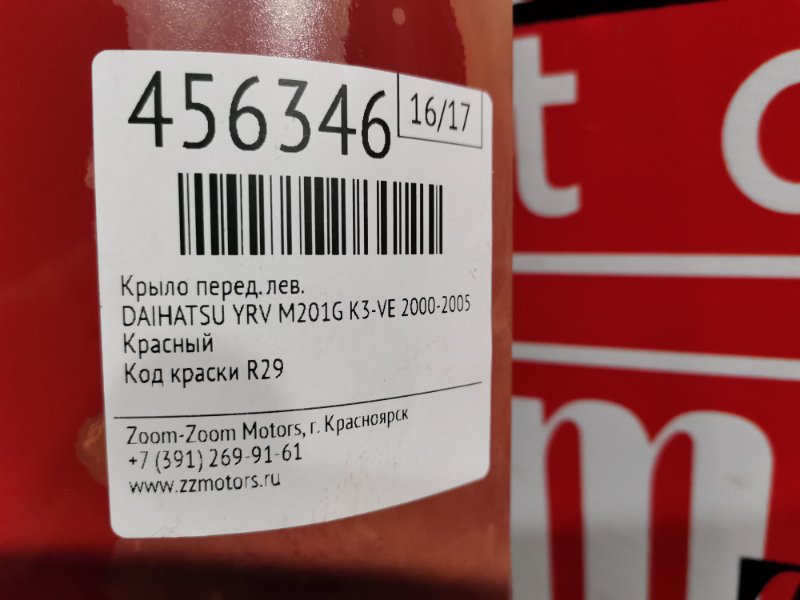 456346
16/17
Крыло перед. лев.
DAIHATSU YRV M201G K3-VE 2000-2005
Красный
Код краски R29
Zoom-Zoom Motors, г. Красноярск
+7 (391) 269-91-61
www.zzmotors.ru
t
m